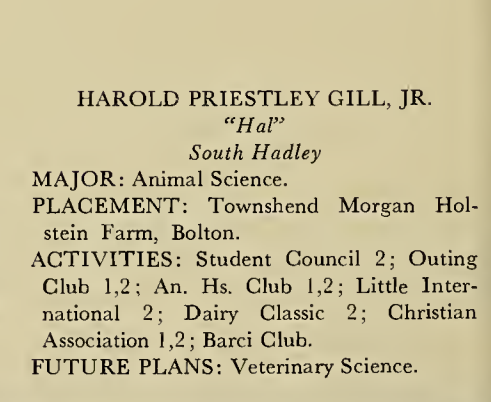 HAROLD PRIESTLEY GILL, JR.
"Hal"
South Hadley
MAJOR: Animal Science.
PLACEMENT: Townshend Morgan Hol-
stein Farm, Bolton.
ACTIVITIES: Student Council 2; Outing
Club 1,2; An. Hs. Club 1,2; Little Inter-
national 2; Dairy Classic 2; Christian
Association 1,2; Barci Club.
FUTURE PLANS: Veterinary Science.